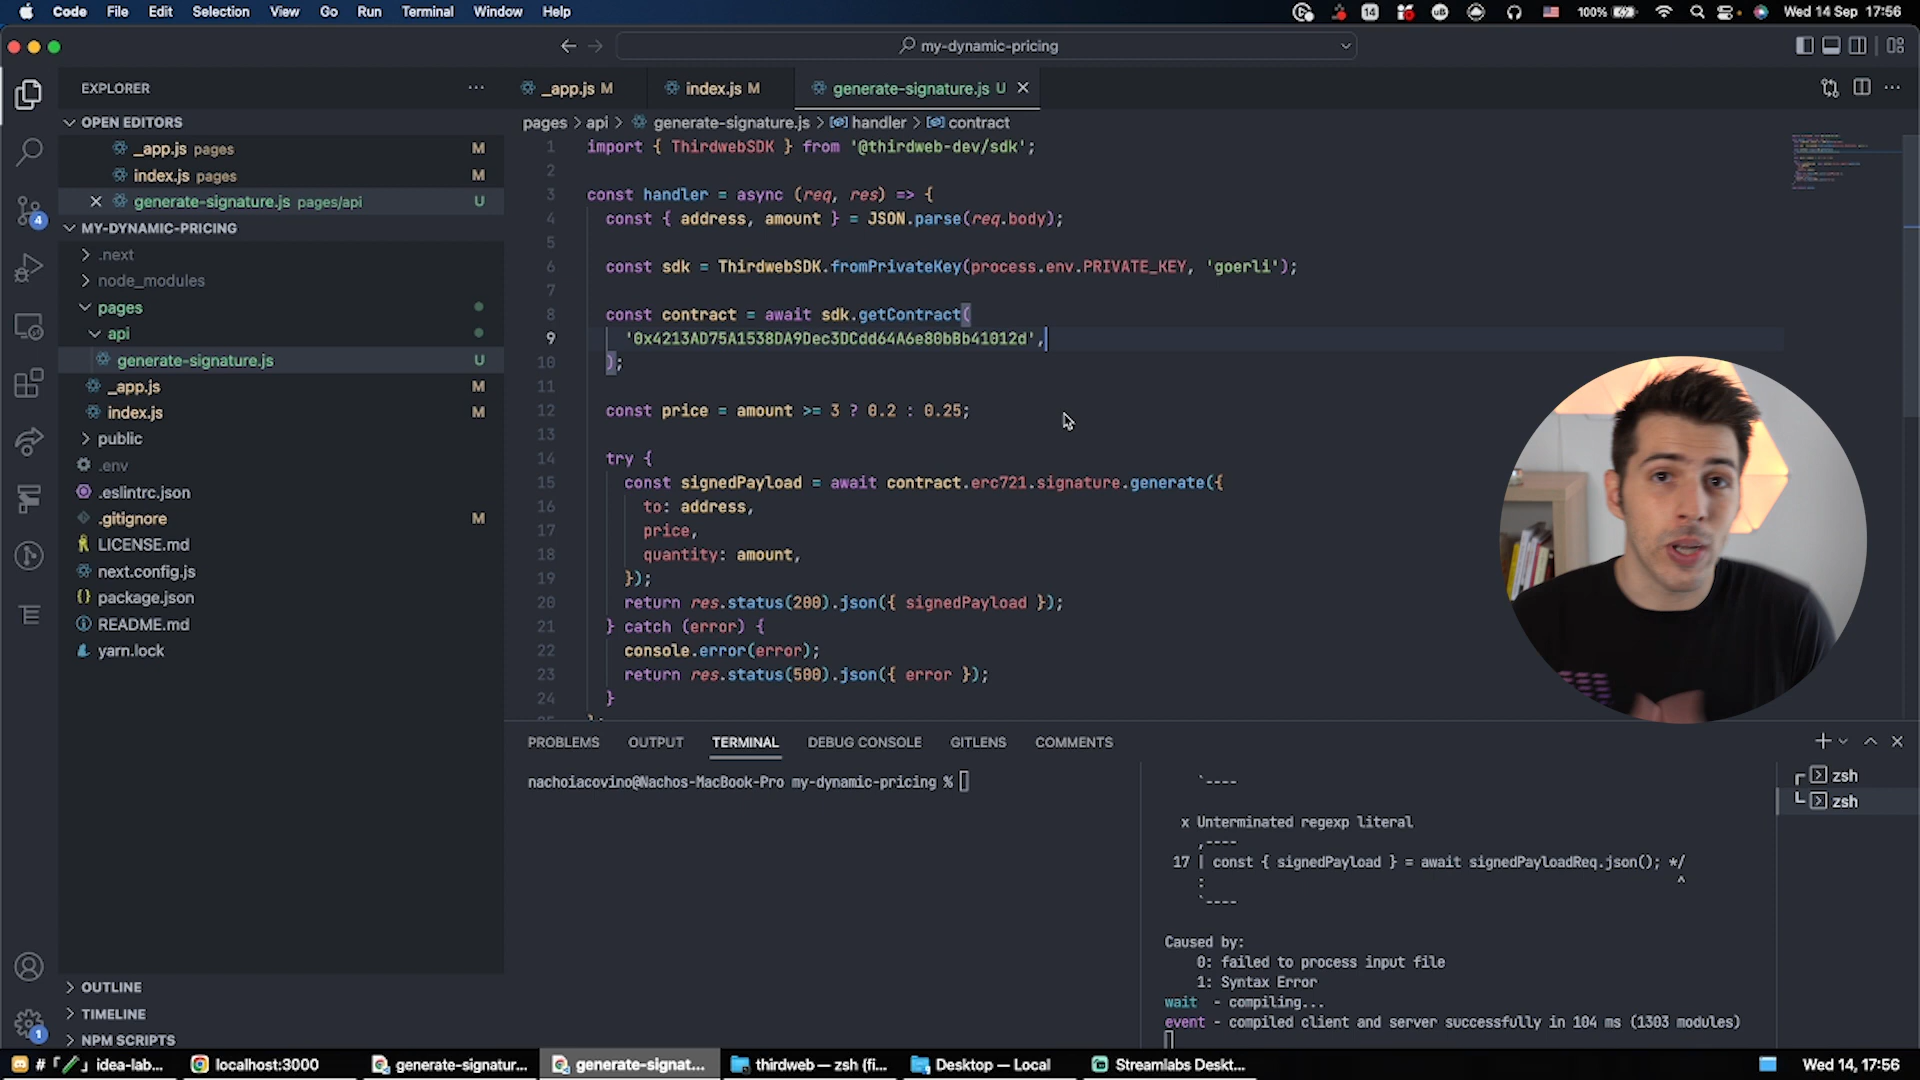 Code File Edit Selection View Go Run Terminal Window Help
14 100% Wed 14 Sep 17:56
my-dynamic-pricing
EXPLORER
OPEN EDITORS
_app.js pages M
index.js pages M
generate-signature.js pages/api U
MY-DYNAMIC-PRICING
.next
node_modules
pages
api
generate-signature.js U
_app.js M
index.js M
public
.env
.eslintrc.json
.gitignore M
LICENSE.md
next.config.js
package.json
README.md
yarn.lock
OUTLINE
TIMELINE
NPM SCRIPTS
4
1
_app.js M index.js M generate-signature.js U
pages > api > generate-signature.js > handler > contract
1 import { ThirdwebSDK } from '@thirdweb-dev/sdk';
2
3 const handler = async (req, res) => {
4 const { address, amount } = JSON.parse(req.body);
5
6 const sdk = ThirdwebSDK.fromPrivateKey(process.env.PRIVATE_KEY, 'goerli');
7
8 const contract = await sdk.getContract(
9 '0x4213AD75A1538DA9Dec3DCdd64A6e80bBb41012d',
10 );
11
12 const price = amount >= 3 ? 0.2 : 0.25;
13
14 try {
15 const signedPayload = await contract.erc721.signature.generate({
16 to: address,
17 price,
18 quantity: amount,
19 });
20 return res.status(200).json({ signedPayload });
21 } catch (error) {
22 console.error(error);
23 return res.status(500).json({ error });
24 }
PROBLEMS OUTPUT TERMINAL DEBUG CONSOLE GITLENS COMMENTS
nachoiacovino@Nachos-MacBook-Pro my-dynamic-pricing %
`----
x Unterminated regexp literal
,----
17 | const { signedPayload } = await signedPayloadReq.json(); */
: ^
`----
Caused by:
0: failed to process input file
1: Syntax Error
wait - compiling...
event - compiled client and server successfully in 104 ms (1303 modules)
zsh
zsh
# 「 」idea-lab... localhost:3000 generate-signatur... generate-signat... thirdweb — zsh (fi... Desktop — Local Streamlabs Deskt... Wed 14, 17:56